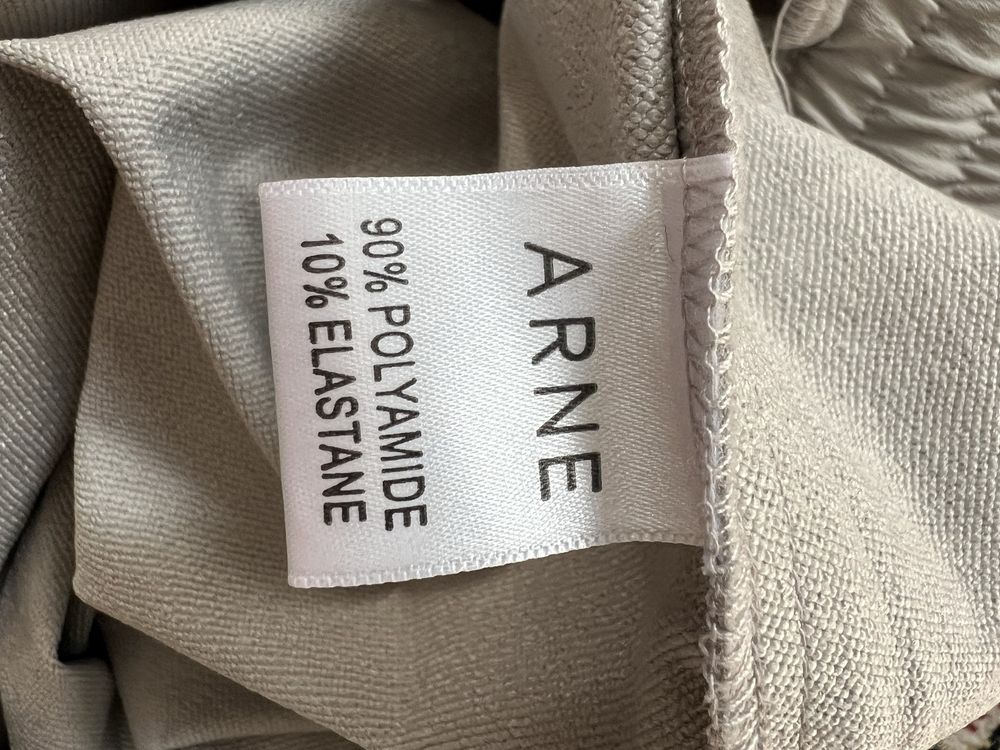 ARNE
90% POLYAMIDE
10% ELASTANE